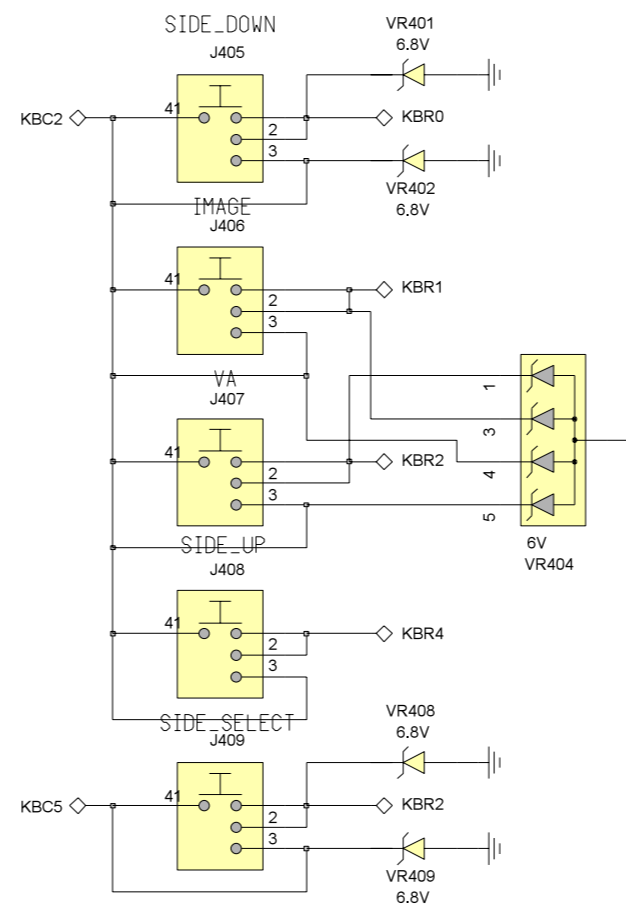 SIDE_DOWN
J405
VR401
6.8V
KBC2
41
2
3
KBR0
VR402
6.8V
IMAGE
J406
41
2
3
KBR1
VA
J407
41
2
3
KBR2
1
3
4
5
6V
VR404
SIDE_UP
J408
41
2
3
KBR4
SIDE_SELECT
J409
VR408
6.8V
KBC5
41
2
3
KBR2
VR409
6.8V